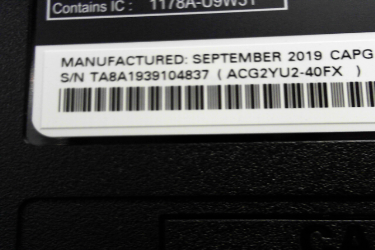 Contains IC : 1178A-U9W31
MANUFACTURED: SEPTEMBER 2019 CAPG
S/N TA8A1939104837 ( ACG2YU2-40FX )